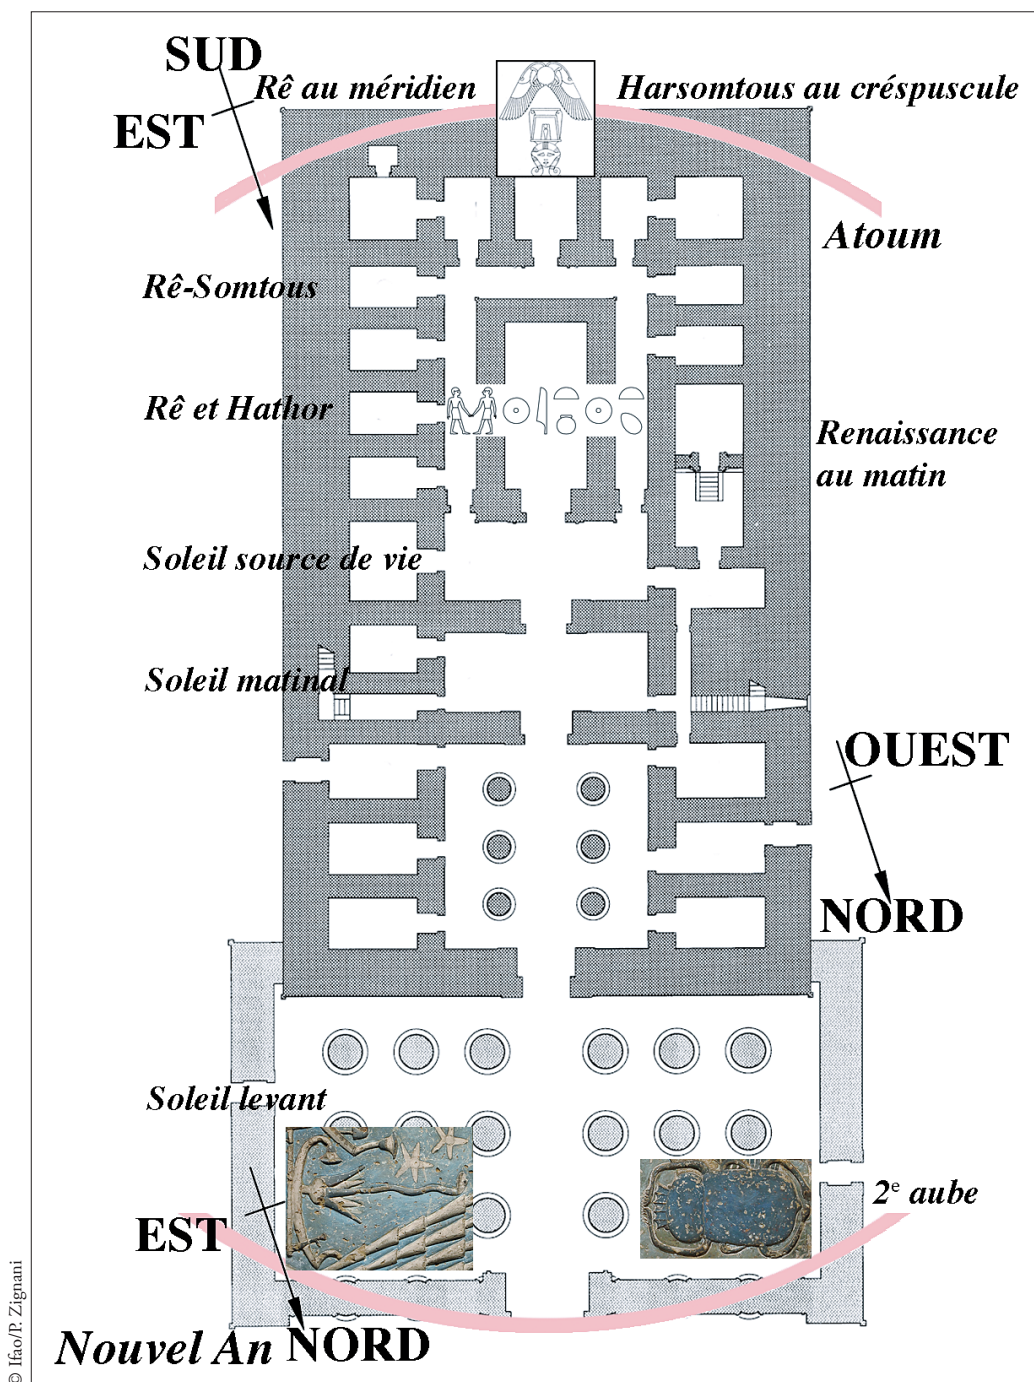 SUD
Rê au méridien
Harsomtous au créspuscule
EST
Atoum
Rê-Somtous
Rê et Hathor
Renaissance
au matin
Soleil source de vie
Soleil matinal
OUEST
NORD
Soleil levant
2e aube
EST
Nouvel An NORD
© Ifao/P. Zignani